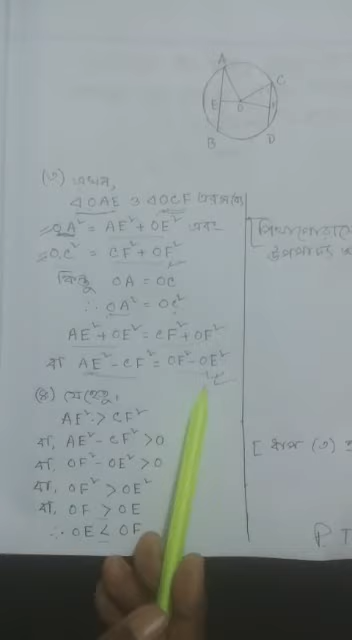 A
C
E
O
F
B
D
(৩) এখন,
△OAE ও △OCF এর মধ্যে
OA² = AE² + OE² এবং
OC² = CF² + OF²
কিন্তু OA = OC
∴ OA² = OC²
AE² + OE² = CF² + OF²
বা AE² - CF² = OF² - OE²
(৪) যেহেতু,
AE² > CF²
বা, AE² - CF² > 0
বা, OF² - OE² > 0
বা, OF² > OE²
বা, OF > OE
∴ OE < OF
[পিথাগোরাসের
উপপাদ্য
[ধাপ (৩)
P. T